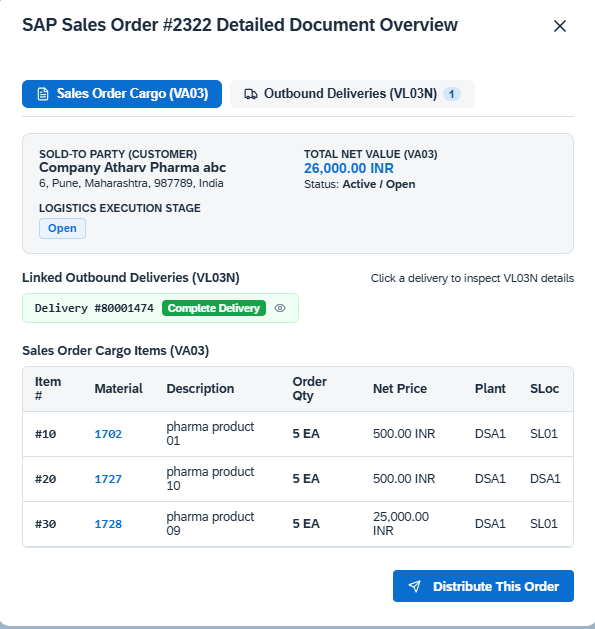 SAP Sales Order #2322 Detailed Document Overview
Sales Order Cargo (VA03)
Outbound Deliveries (VL03N) 1
SOLD-TO PARTY (CUSTOMER)
Company Atharv Pharma abc
6, Pune, Maharashtra, 987789, India
TOTAL NET VALUE (VA03)
26,000.00 INR
Status: Active / Open
LOGISTICS EXECUTION STAGE
Open
Linked Outbound Deliveries (VL03N)
Click a delivery to inspect VL03N details
Delivery #80001474 Complete Delivery
Sales Order Cargo Items (VA03)
Item # Material Description Order Qty Net Price Plant SLoc
#10 1702 pharma product 01 5 EA 500.00 INR DSA1 SL01
#20 1727 pharma product 10 5 EA 500.00 INR DSA1 DSA1
#30 1728 pharma product 09 5 EA 25,000.00 INR DSA1 SL01
Distribute This Order